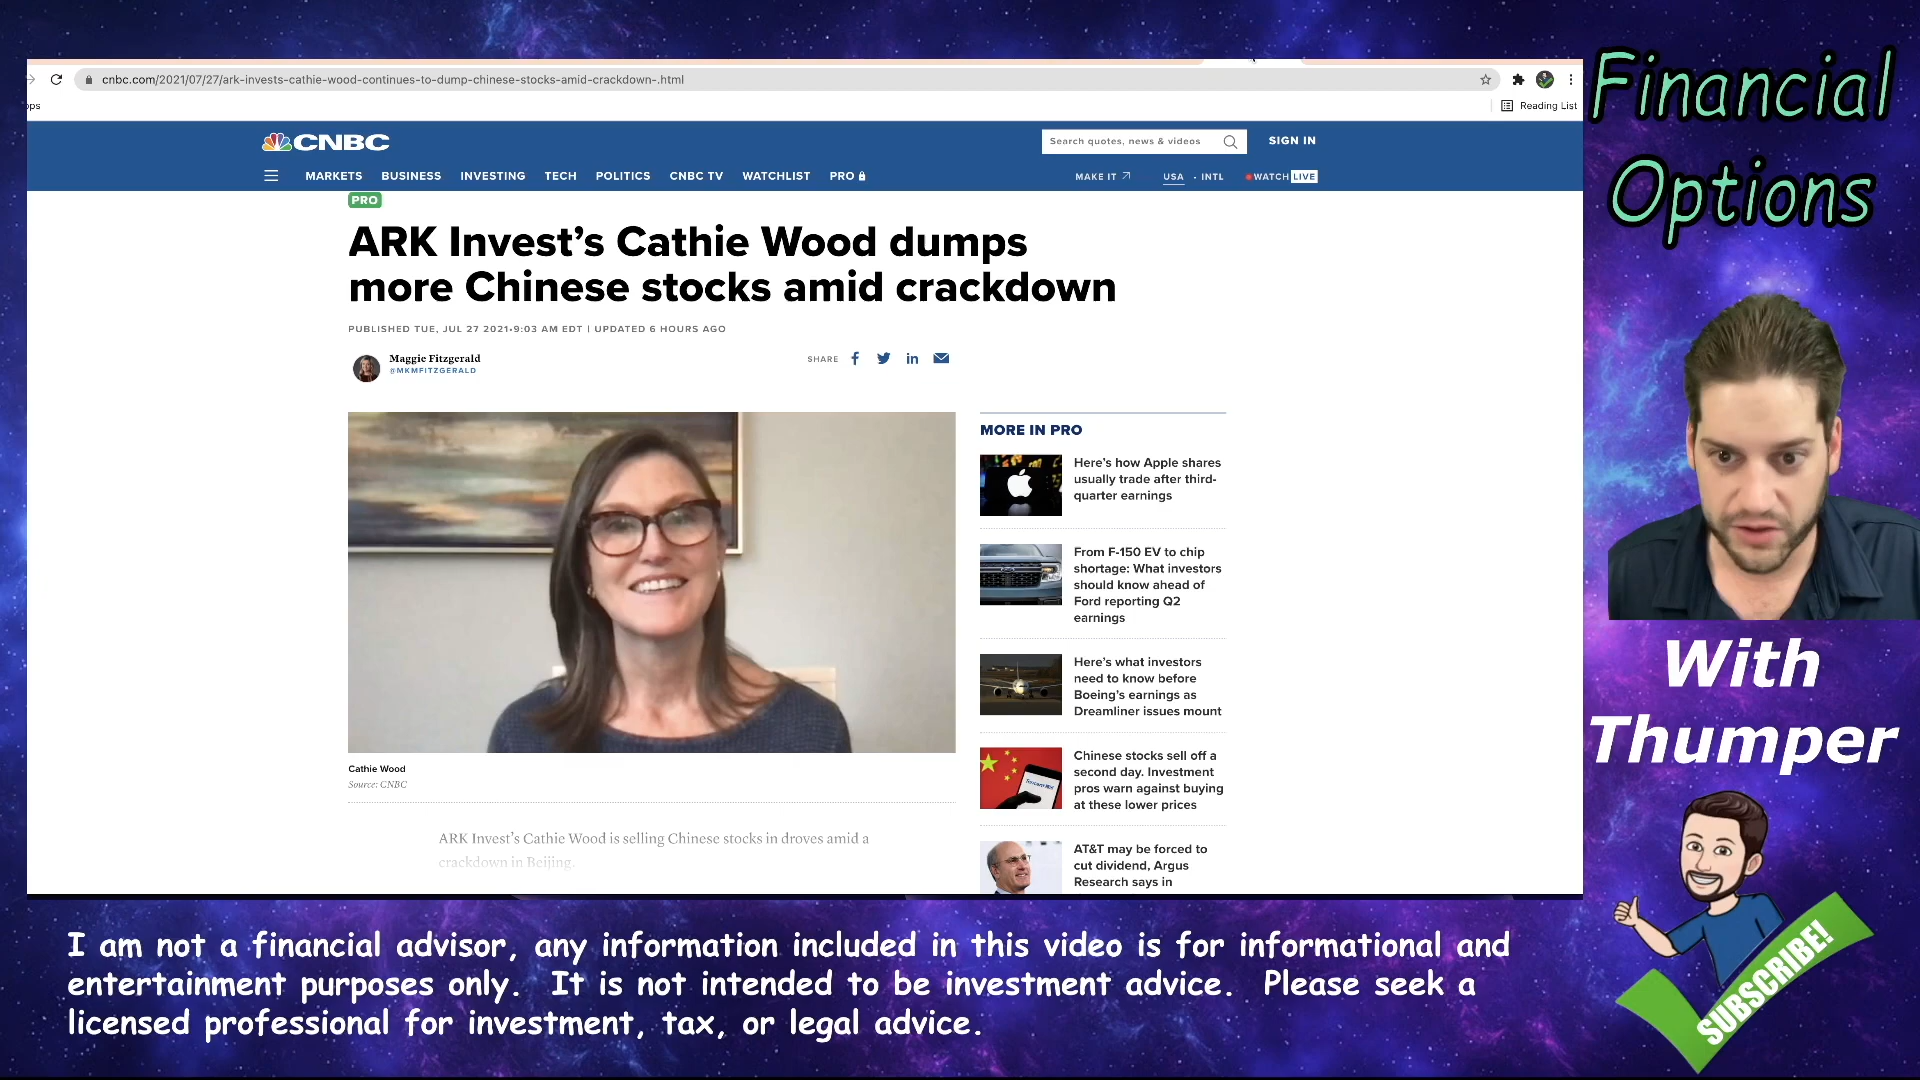 cnbc.com/2021/07/27/ark-invests-cathie-wood-continues-to-dump-chinese-stocks-amid-crackdown-.html
ops
Reading List
CNBC
Search quotes, news & videos
SIGN IN
MARKETS BUSINESS INVESTING TECH POLITICS CNBC TV WATCHLIST PRO
MAKE IT USA · INTL WATCH LIVE
PRO
ARK Invest’s Cathie Wood dumps
more Chinese stocks amid crackdown
PUBLISHED TUE, JUL 27 2021•9:03 AM EDT | UPDATED 6 HOURS AGO
Maggie Fitzgerald
@MKMFITZGERALD
SHARE
Cathie Wood
Source: CNBC
ARK Invest’s Cathie Wood is selling Chinese stocks in droves amid a
crackdown in Beijing.
MORE IN PRO
Here’s how Apple shares
usually trade after third-
quarter earnings
From F-150 EV to chip
shortage: What investors
should know ahead of
Ford reporting Q2
earnings
Here’s what investors
need to know before
Boeing’s earnings as
Dreamliner issues mount
Chinese stocks sell off a
second day. Investment
pros warn against buying
at these lower prices
AT&T may be forced to
cut dividend, Argus
Research says in
Financial
Options
With
Thumper
SUBSCRIBE!
I am not a financial advisor, any information included in this video is for informational and
entertainment purposes only. It is not intended to be investment advice. Please seek a
licensed professional for investment, tax, or legal advice.